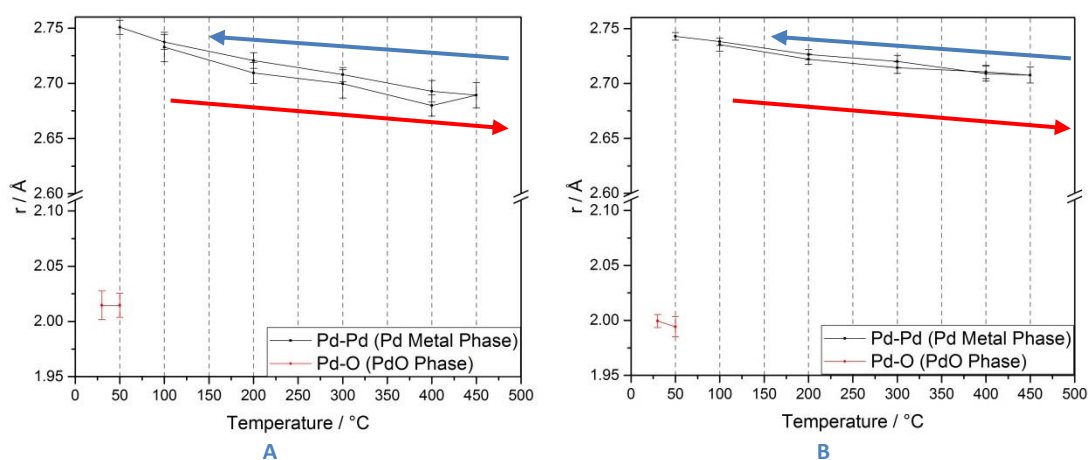 2.75
2.70
2.65
2.60
2.10
2.05
2.00
1.95
r / Å
0 50 100 150 200 250 300 350 400 450 500
Temperature / °C
Pd-Pd (Pd Metal Phase)
Pd-O (PdO Phase)
A
2.75
2.70
2.65
2.60
2.10
2.05
2.00
1.95
r / Å
0 50 100 150 200 250 300 350 400 450 500
Temperature / °C
Pd-Pd (Pd Metal Phase)
Pd-O (PdO Phase)
B